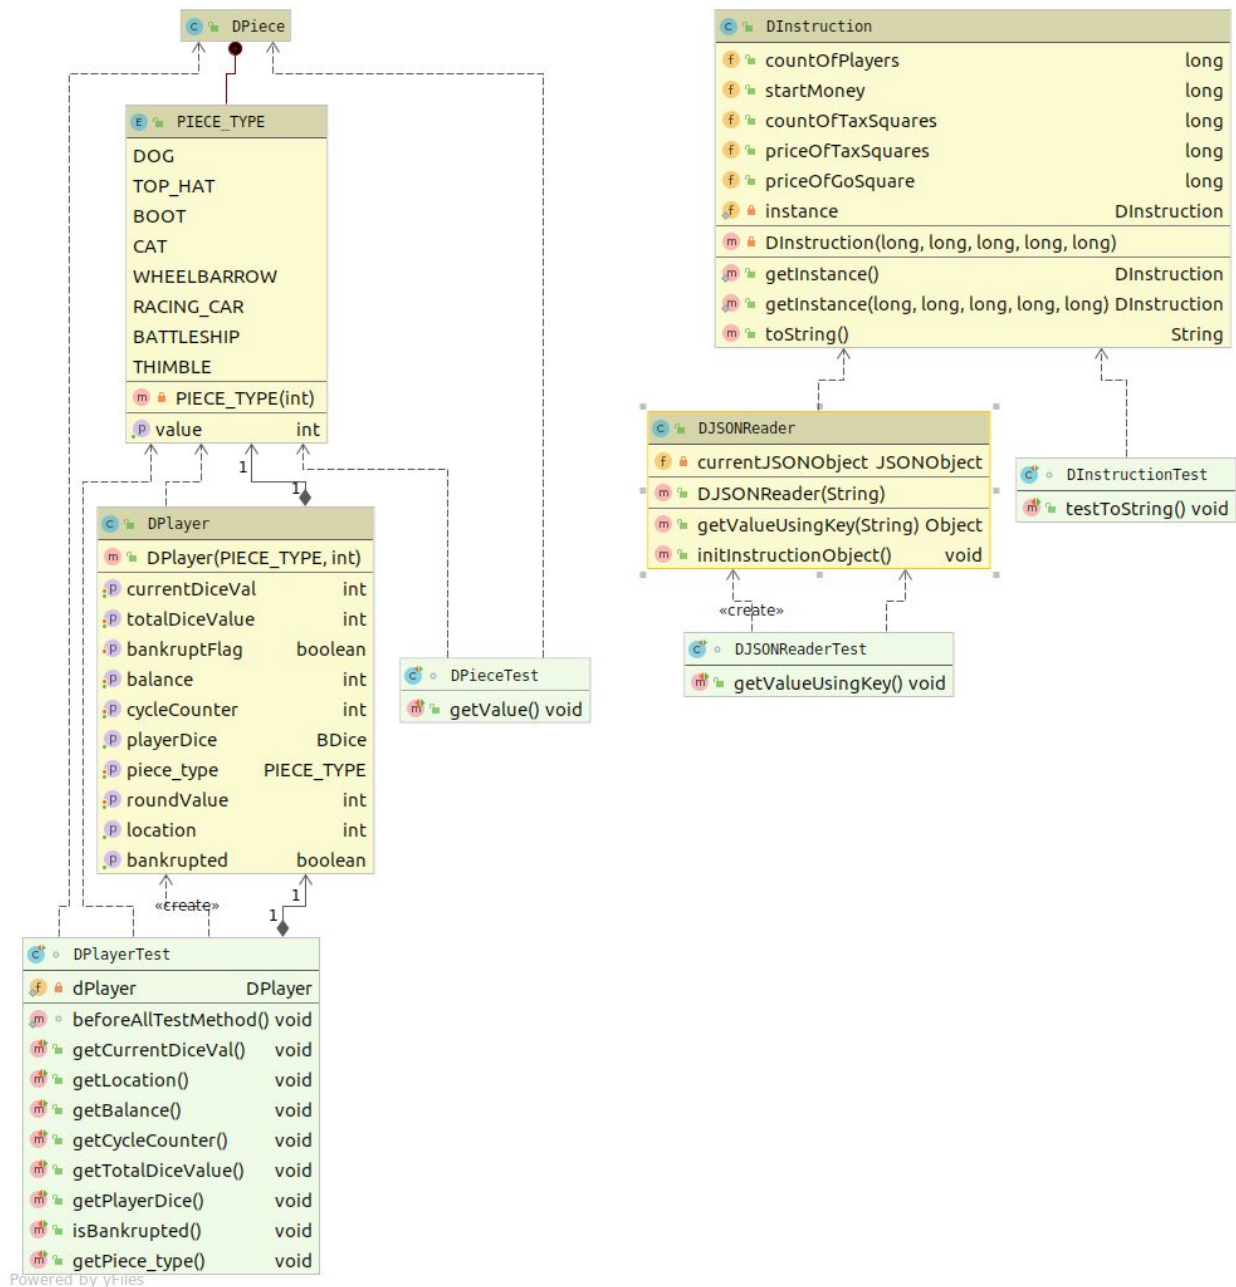 DPiece
PIECE_TYPE
DOG
TOP_HAT
BOOT
CAT
WHEELBARROW
RACING_CAR
BATTLESHIP
THIMBLE
PIECE_TYPE(int)
value int
1
1
DPlayer
DPlayer(PIECE_TYPE, int)
currentDiceVal int
totalDiceValue int
bankruptFlag boolean
balance int
cycleCounter int
playerDice BDice
piece_type PIECE_TYPE
roundValue int
location int
bankrupted boolean
«create»
1
1
DPlayerTest
dPlayer DPlayer
beforeAllTestMethod() void
getCurrentDiceVal() void
getLocation() void
getBalance() void
getCycleCounter() void
getTotalDiceValue() void
getPlayerDice() void
isBankrupted() void
getPiece_type() void
DPieceTest
getValue() void
DInstruction
countOfPlayers long
startMoney long
countOfTaxSquares long
priceOfTaxSquares long
priceOfGoSquare long
instance DInstruction
DInstruction(long, long, long, long, long)
getInstance() DInstruction
getInstance(long, long, long, long, long) DInstruction
toString() String
DJSONReader
currentJSONObject JSONObject
DJSONReader(String)
getValueUsingKey(String) Object
initInstructionObject() void
DInstructionTest
testToString() void
«create»
DJSONReaderTest
getValueUsingKey() void
Powered by yFiles